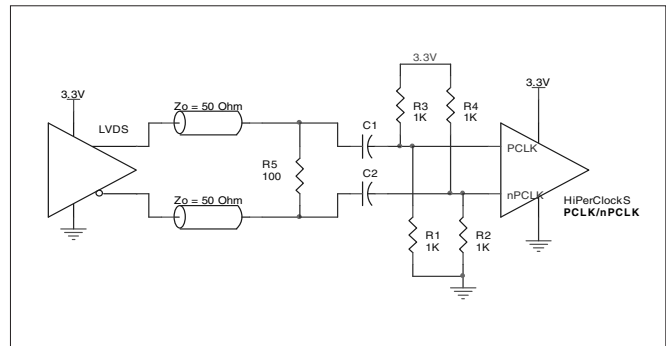 3.3V
3.3V
3.3V
Zo = 50 Ohm
LVDS
R3
1K
R4
1K
C1
PCLK
R5
100
C2
Zo = 50 Ohm
nPCLK
HiPerClockS
PCLK/nPCLK
R1
1K
R2
1K